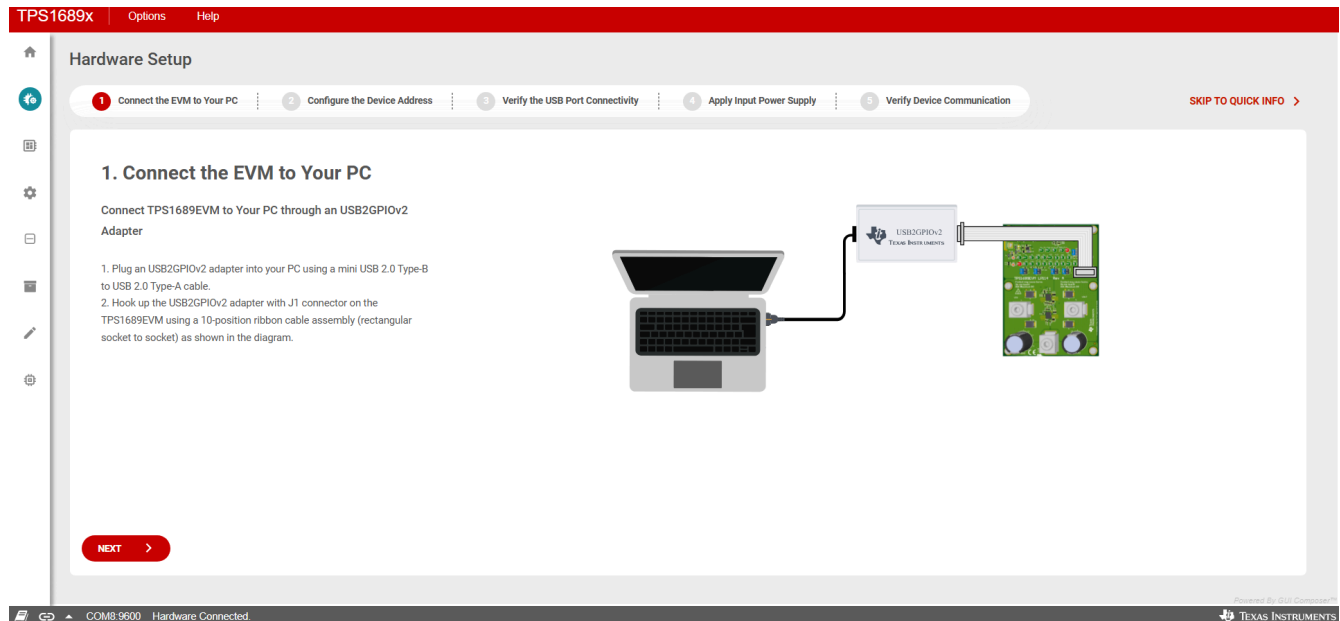 TPS1689x Options Help
Hardware Setup
1 Connect the EVM to Your PC 2 Configure the Device Address 3 Verify the USB Port Connectivity 4 Apply Input Power Supply 5 Verify Device Communication SKIP TO QUICK INFO
1. Connect the EVM to Your PC
Connect TPS1689EVM to Your PC through an USB2GPIOv2
Adapter
1. Plug an USB2GPIOv2 adapter into your PC using a mini USB 2.0 Type-B
to USB 2.0 Type-A cable.
2. Hook up the USB2GPIOv2 adapter with J1 connector on the
TPS1689EVM using a 10-position ribbon cable assembly (rectangular
socket to socket) as shown in the diagram.
USB2GPIOv2
TEXAS INSTRUMENTS
NEXT
Powered By GUI Composer™
COM8:9600 Hardware Connected. TEXAS INSTRUMENTS